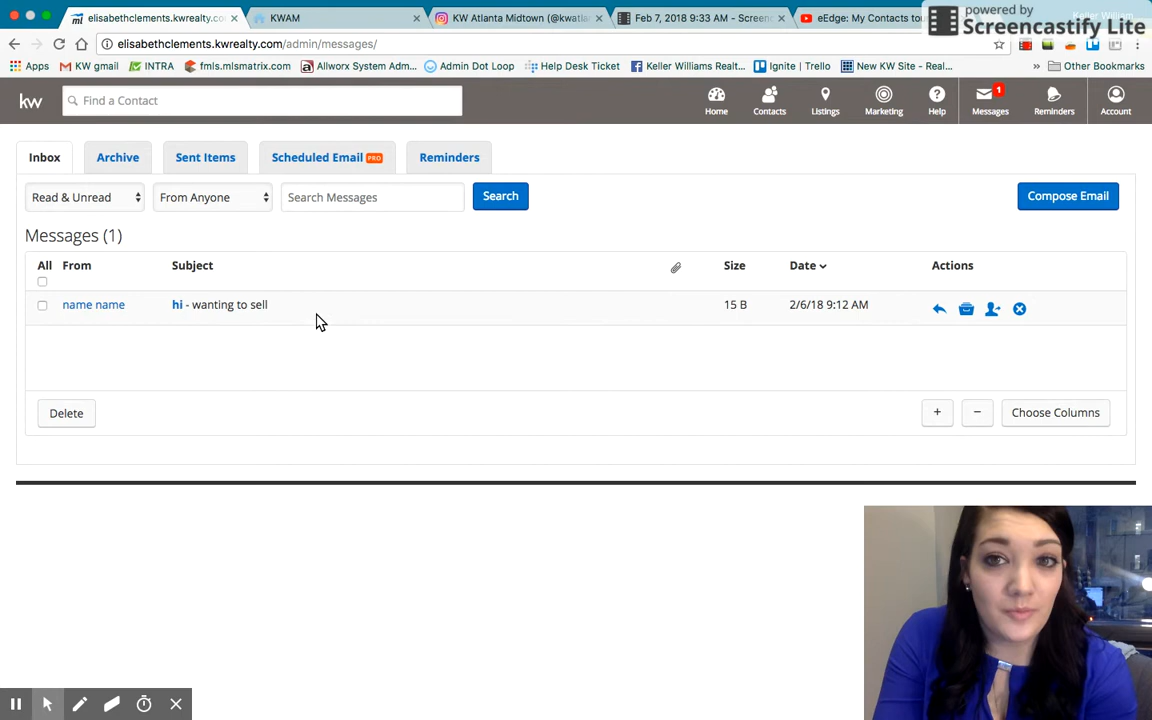 elisabethclements.kwrealty.co
KWAM
KW Atlanta Midtown (@kwatlan
Feb 7, 2018 9:33 AM - Screenc
eEdge: My Contacts tou
powered by
Screencastify Lite
elisabethclements.kwrealty.com/admin/messages/
Apps
KW gmail
INTRA
fmls.mlsmatrix.com
Allworx System Adm...
Admin Dot Loop
Help Desk Ticket
Keller Williams Realt...
Ignite | Trello
New KW Site - Real...
»
Other Bookmarks
kw
Find a Contact
Home
Contacts
Listings
Marketing
Help
1
Messages
Reminders
Account
Inbox
Archive
Sent Items
Scheduled Email PRO
Reminders
Read & Unread
From Anyone
Search Messages
Search
Compose Email
Messages (1)
All From Subject Size Date Actions
name name hi - wanting to sell 15 B 2/6/18 9:12 AM
Delete
+
−
Choose Columns